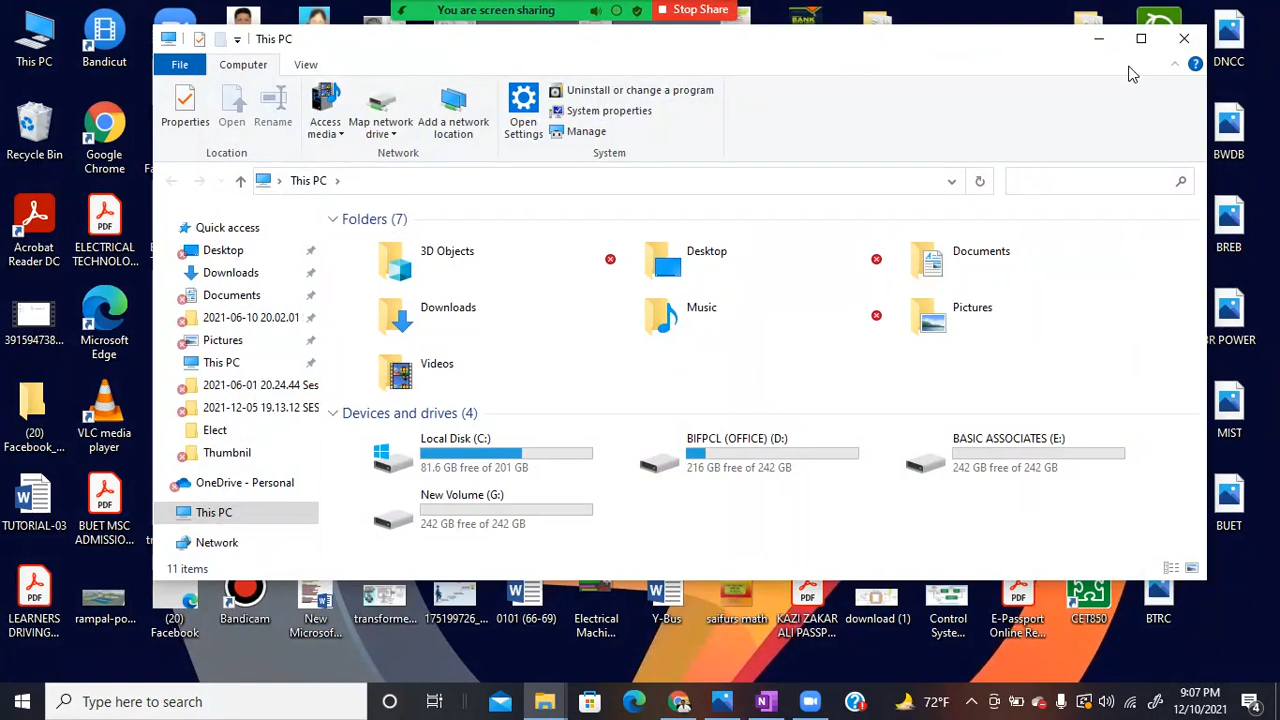 You are screen sharing
Stop Share
This PC
File
Computer
View
Properties
Open
Rename
Access media
Map network drive
Add a network location
Open Settings
Uninstall or change a program
System properties
Manage
Location
Network
System
This PC
Quick access
Desktop
Downloads
Documents
2021-06-10 20.02.01
Pictures
This PC
2021-06-01 20.24.44 Ses
2021-12-05 19.13.12 SES
Elect
Thumbnil
OneDrive - Personal
This PC
Network
11 items
Folders (7)
3D Objects
Desktop
Documents
Downloads
Music
Pictures
Videos
Devices and drives (4)
Local Disk (C:)
81.6 GB free of 201 GB
BIFPCL (OFFICE) (D:)
216 GB free of 242 GB
BASIC ASSOCIATES (E:)
242 GB free of 242 GB
New Volume (G:)
242 GB free of 242 GB
This PC
Bandicut
Recycle Bin
Google Chrome
Acrobat Reader DC
ELECTRICAL TECHNOLO...
391594738...
Microsoft Edge
(20) Facebook_...
VLC media player
TUTORIAL-03
BUET MSC ADMISSIO...
LEARNERS DRIVING...
rampal-po...
(20) Facebook
Bandicam
New Microsof...
transforme...
175199726_...
0101 (66-69)
Electrical Machi...
Y-Bus
saifurs math
KAZI ZAKAR ALI PASSP...
download (1)
Control Syste...
E-Passport Online Re...
CET850
BTRC
DNCC
BWDB
BREB
BR POWER
MIST
BUET
Type here to search
72°F
9:07 PM
12/10/2021
4